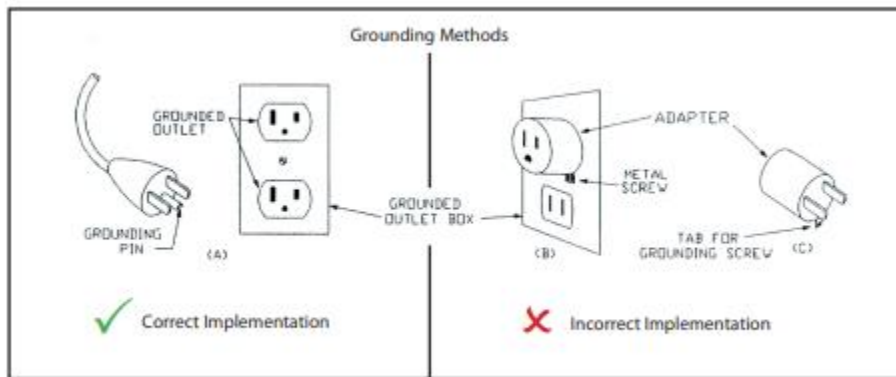 Grounding Methods
GROUNDED
OUTLET
GROUNDING
PIN
(A)
GROUNDED
OUTLET BOX
ADAPTER
METAL
SCREW
(B)
TAB FOR
GROUNDING SCREW
(C)
Correct Implementation
Incorrect Implementation